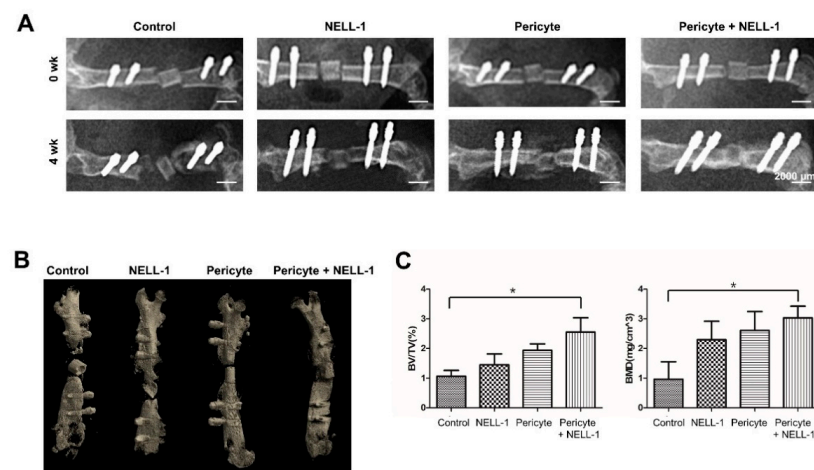 A
Control
NELL-1
Pericyte
Pericyte + NELL-1
0 wk
4 wk
2000 µm
B
Control
NELL-1
Pericyte
Pericyte + NELL-1
C
BV/TV(%)
4
3
2
1
0
*
Control
NELL-1
Pericyte
Pericyte
+ NELL-1
BMD(mg/cm^3)
4
3
2
1
0
*
Control
NELL-1
Pericyte
Pericyte
+ NELL-1